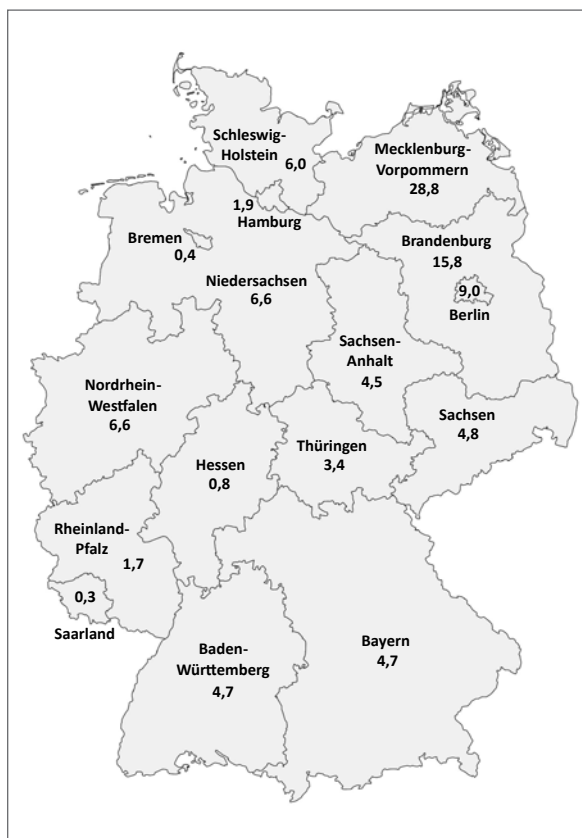 Schleswig-
Holstein
6,0
Mecklenburg-
Vorpommern
28,8
1,9
Hamburg
Bremen
0,4
Brandenburg
15,8
Niedersachsen
6,6
9,0
Berlin
Sachsen-
Anhalt
4,5
Nordrhein-
Westfalen
6,6
Sachsen
4,8
Thüringen
3,4
Hessen
0,8
Rheinland-
Pfalz
1,7
0,3
Saarland
Baden-
Württemberg
4,7
Bayern
4,7